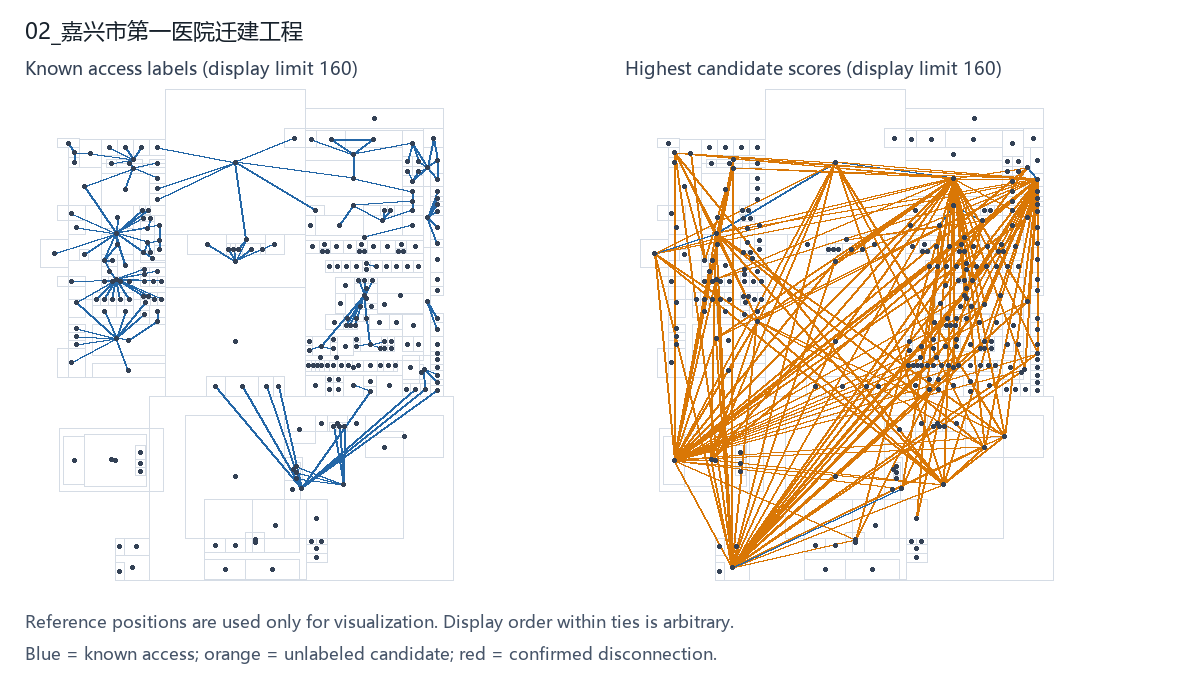 02_嘉兴市第一医院迁建工程
Known access labels (display limit 160)
Highest candidate scores (display limit 160)
Reference positions are used only for visualization. Display order within ties is arbitrary.
Blue = known access; orange = unlabeled candidate; red = confirmed disconnection.